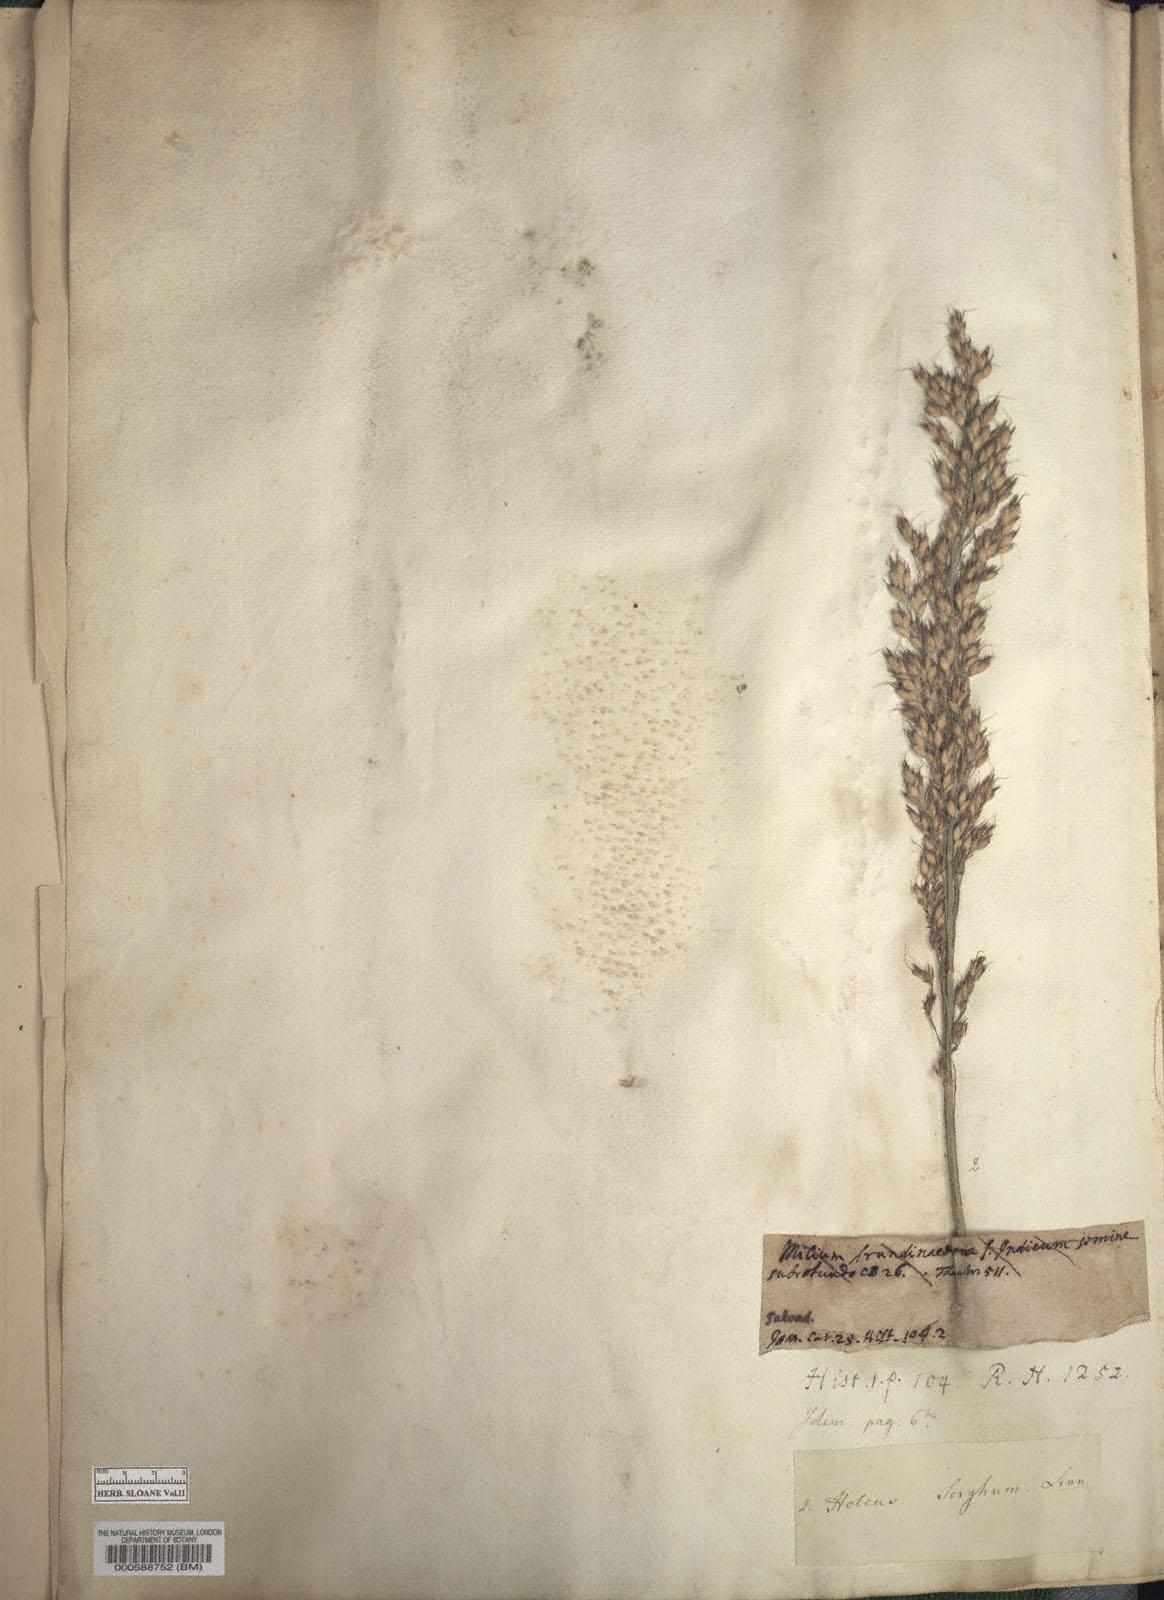 2
Milium Arundinaceum s. Indicum semine
subrotundo CB 26. . Theatr 511.
Salvad.
Jam. Cat. 25. Hist. 104. 2
Hist. 1. p. 104. R. H. 1252.
Idem pag. 6ta
2. Holcus Sorghum. Linn.
mm 1 2 3
HERB. SLOANE Vol.II
THE NATURAL HISTORY MUSEUM, LONDON
DEPARTMENT OF BOTANY
000588752 (BM)